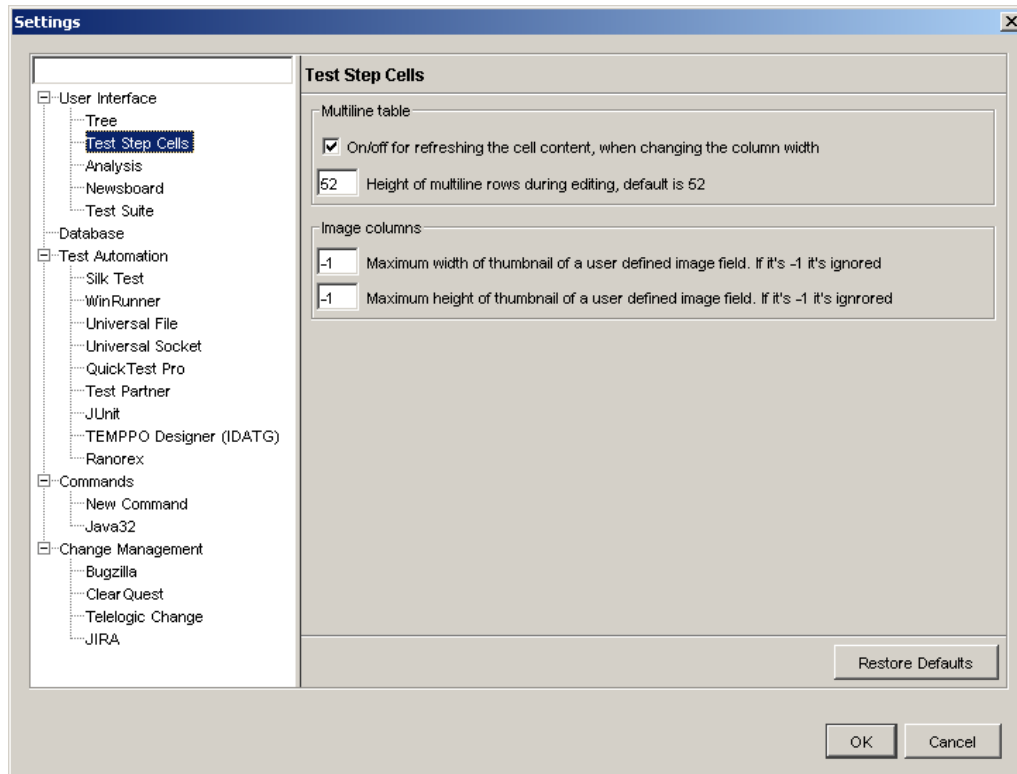 Settings
User Interface
Tree
Test Step Cells
Analysis
Newsboard
Test Suite
Database
Test Automation
Silk Test
WinRunner
Universal File
Universal Socket
QuickTest Pro
Test Partner
JUnit
TEMPPO Designer (IDATG)
Ranorex
Commands
New Command
Java32
Change Management
Bugzilla
ClearQuest
Telelogic Change
JIRA
Test Step Cells
Multiline table
On/off for refreshing the cell content, when changing the column width
52 Height of multiline rows during editing, default is 52
Image columns
-1 Maximum width of thumbnail of a user defined image field. If it's -1 it's ignored
-1 Maximum height of thumbnail of a user defined image field. If it's -1 it's ignrored
Restore Defaults
OK Cancel